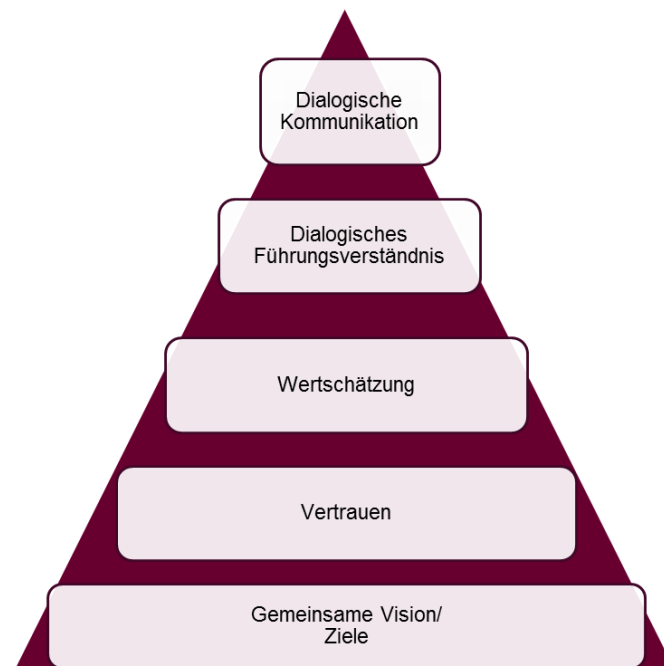 Dialogische
Kommunikation
Dialogisches
Führungsverständnis
Wertschätzung
Vertrauen
Gemeinsame Vision/
Ziele